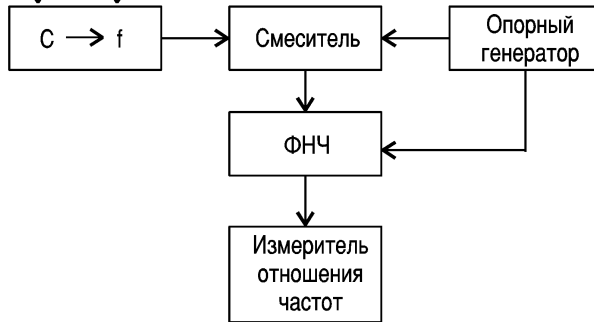 C → f
Смеситель
Опорный
генератор
ФНЧ
Измеритель
отношения
частот